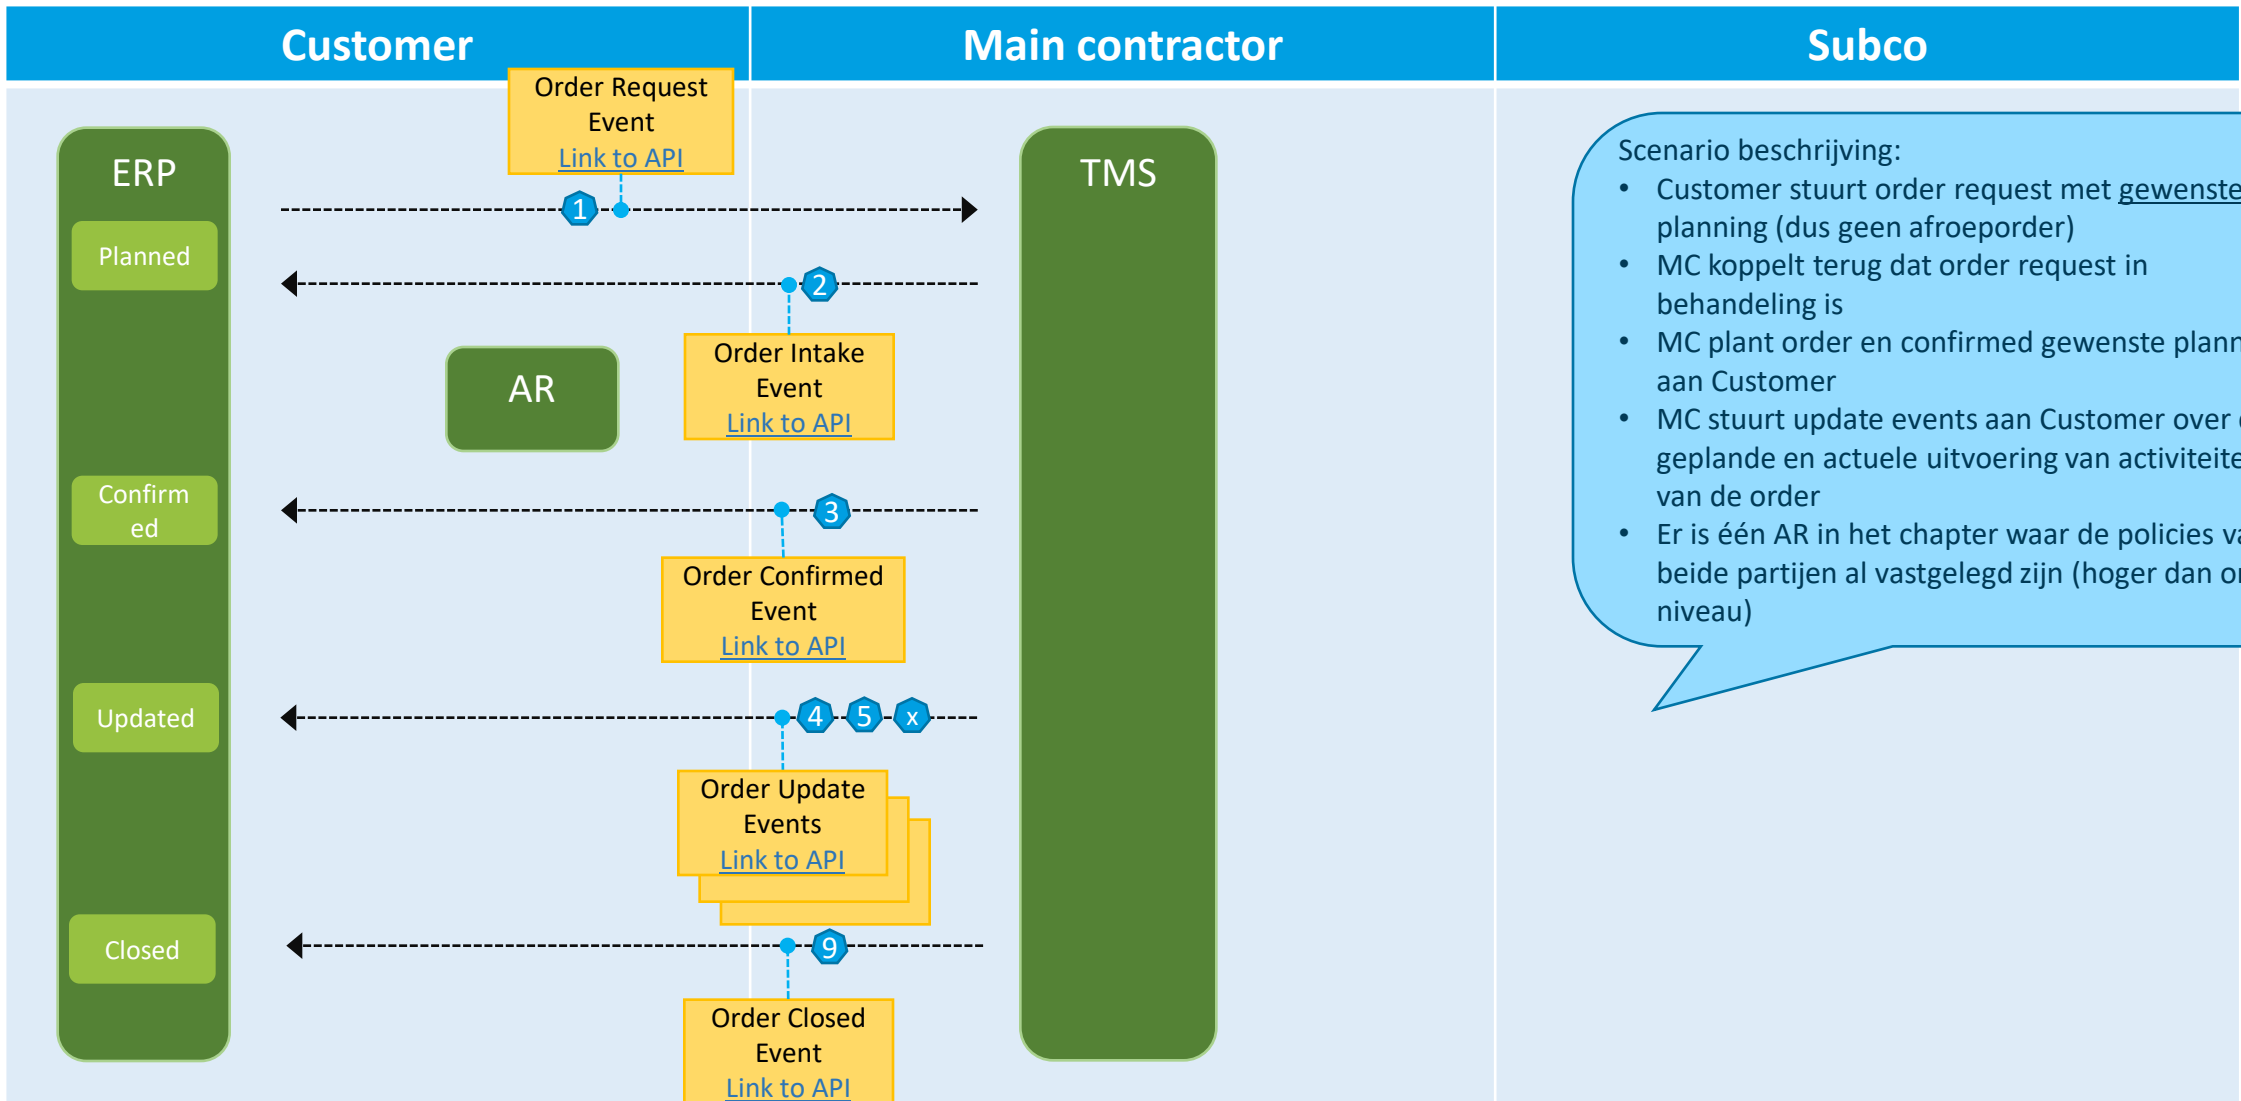 Customer
Main contractor
Subco
Order Request
Event
Link to API
ERP
Planned
Confirm
ed
Updated
Closed
AR
TMS
1
2
Order Intake
Event
Link to API
3
Order Confirmed
Event
Link to API
4 5 x
Order Update
Events
Link to API
9
Order Closed
Event
Link to API
Scenario beschrijving:
• Customer stuurt order request met gewenste
planning (dus geen afroeporder)
• MC koppelt terug dat order request in
behandeling is
• MC plant order en confirmed gewenste
aan Customer
• MC stuurt update events aan Customer over
geplande en actuele uitvoering van
van de order
• Er is één AR in het chapter waar de policies
beide partijen al vastgelegd zijn (hoger dan
niveau)